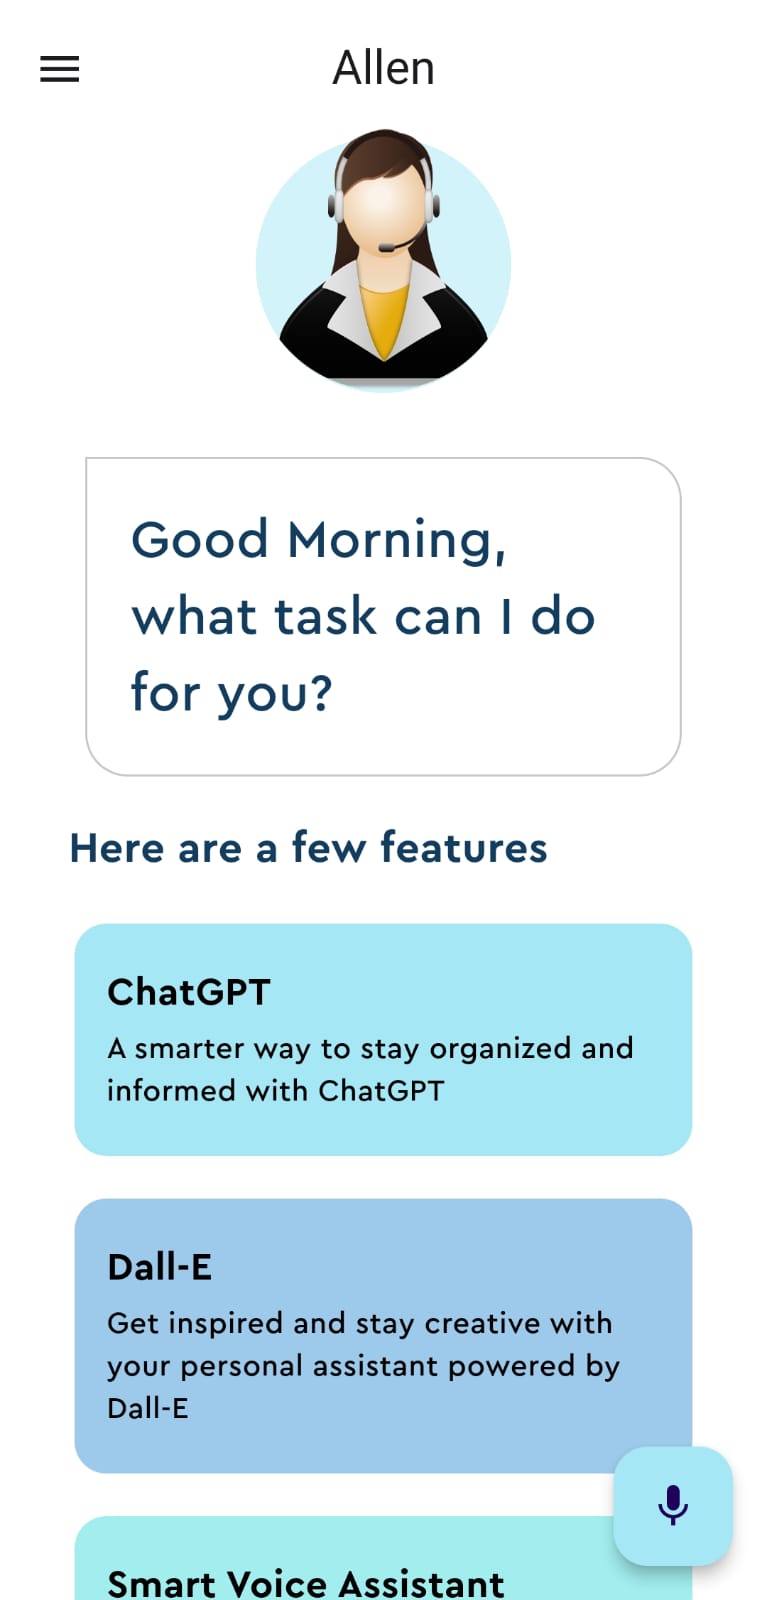 Allen
Good Morning,
what task can I do
for you?
Here are a few features
ChatGPT
A smarter way to stay organized and
informed with ChatGPT
Dall-E
Get inspired and stay creative with
your personal assistant powered by
Dall-E
Smart Voice Assistant